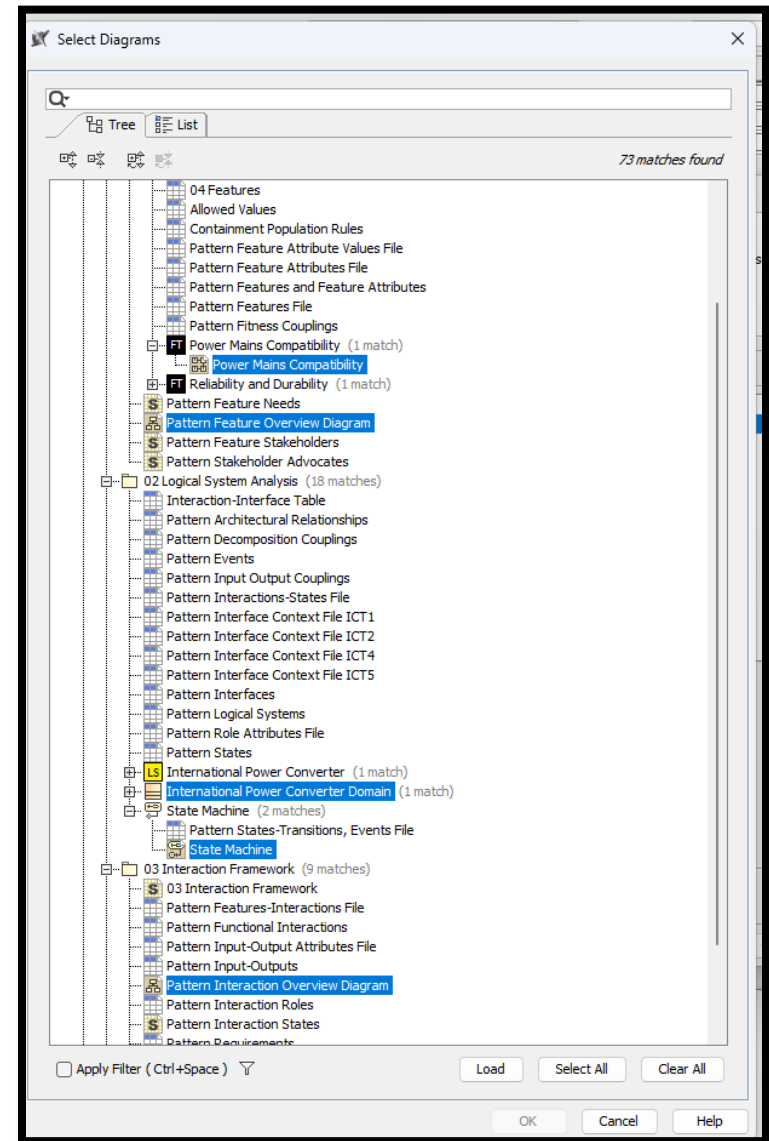 Select Diagrams
Tree List
73 matches found
04 Features
Allowed Values
Containment Population Rules
Pattern Feature Attribute Values File
Pattern Feature Attributes File
Pattern Features and Feature Attributes
Pattern Features File
Pattern Fitness Couplings
FT Power Mains Compatibility (1 match)
Power Mains Compatibility
FT Reliability and Durability (1 match)
S Pattern Feature Needs
Pattern Feature Overview Diagram
S Pattern Feature Stakeholders
S Pattern Stakeholder Advocates
02 Logical System Analysis (18 matches)
Interaction-Interface Table
Pattern Architectural Relationships
Pattern Decomposition Couplings
Pattern Events
Pattern Input Output Couplings
Pattern Interactions-States File
Pattern Interface Context File ICT1
Pattern Interface Context File ICT2
Pattern Interface Context File ICT4
Pattern Interface Context File ICT5
Pattern Interfaces
Pattern Logical Systems
Pattern Role Attributes File
Pattern States
LS International Power Converter (1 match)
International Power Converter Domain (1 match)
State Machine (2 matches)
Pattern States-Transitions, Events File
State Machine
03 Interaction Framework (9 matches)
S 03 Interaction Framework
Pattern Features-Interactions File
Pattern Functional Interactions
Pattern Input-Output Attributes File
Pattern Input-Outputs
Pattern Interaction Overview Diagram
Pattern Interaction Roles
S Pattern Interaction States
Pattern Requirements
Apply Filter ( Ctrl+Space ) Load Select All Clear All
OK Cancel Help